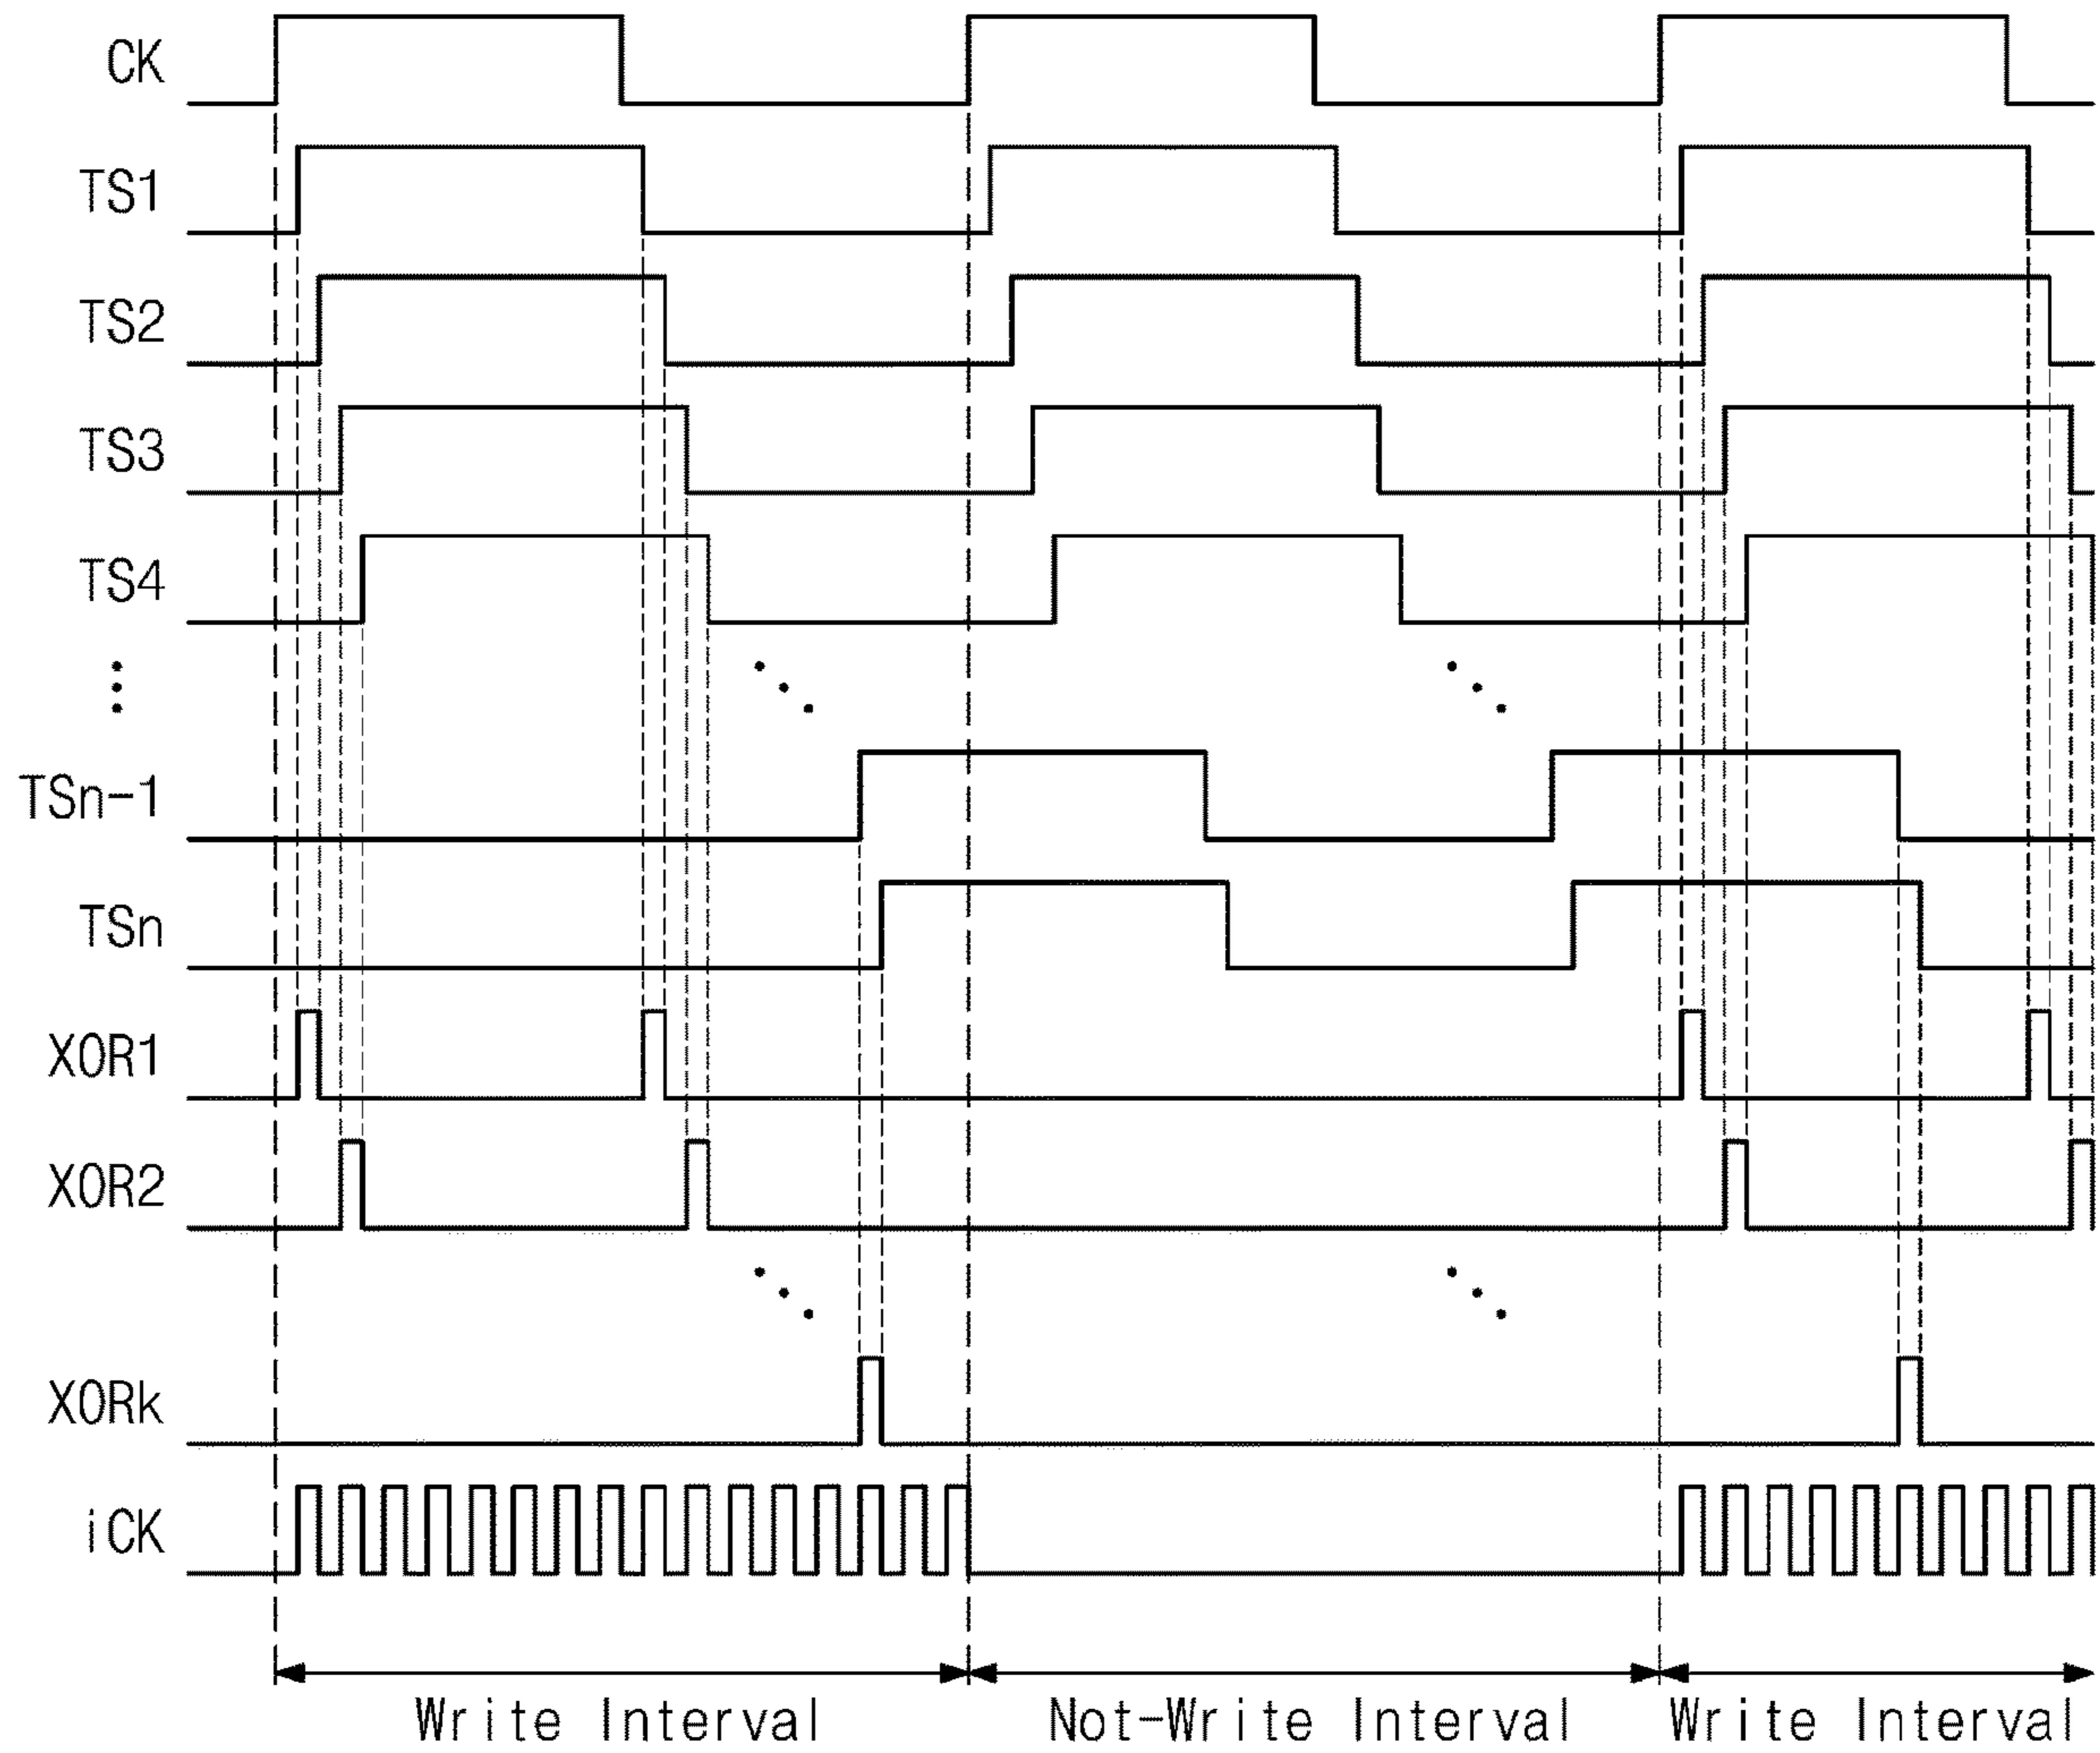 CK
TS1
TS2
TS3
TS4
TSn-1
TSn
XOR1
XOR2
XORk
iCK
Write Interval
Not-Write Interval
Write Interval